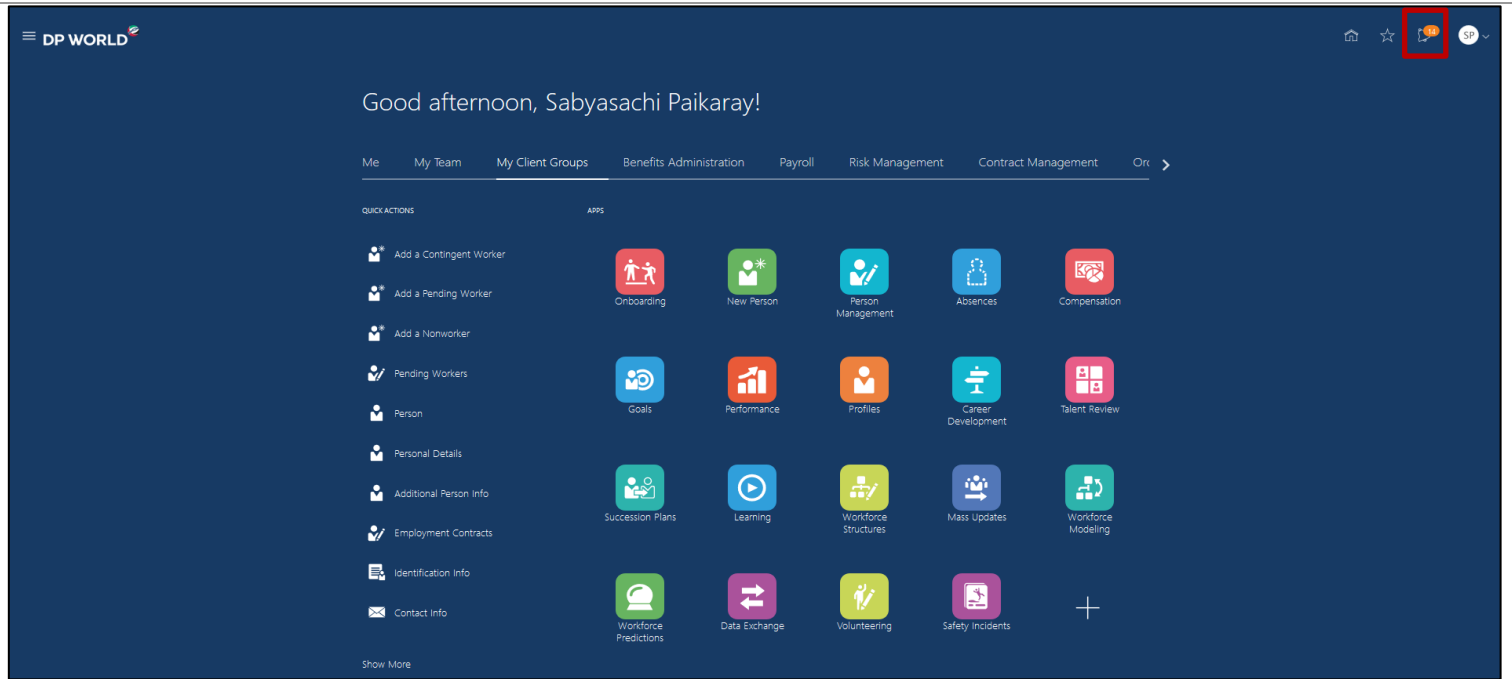 DP WORLD
14
SP
Good afternoon, Sabyasachi Paikaray!
Me My Team My Client Groups Benefits Administration Payroll Risk Management Contract Management Orc
QUICK ACTIONS
APPS
Add a Contingent Worker
Add a Pending Worker
Add a Nonworker
Pending Workers
Person
Personal Details
Additional Person Info
Employment Contracts
Identification Info
Contact Info
Show More
Onboarding
New Person
Person
Management
Absences
Compensation
Goals
Performance
Profiles
Career
Development
Talent Review
Succession Plans
Learning
Workforce
Structures
Mass Updates
Workforce
Modeling
Workforce
Predictions
Data Exchange
Volunteering
Safety Incidents